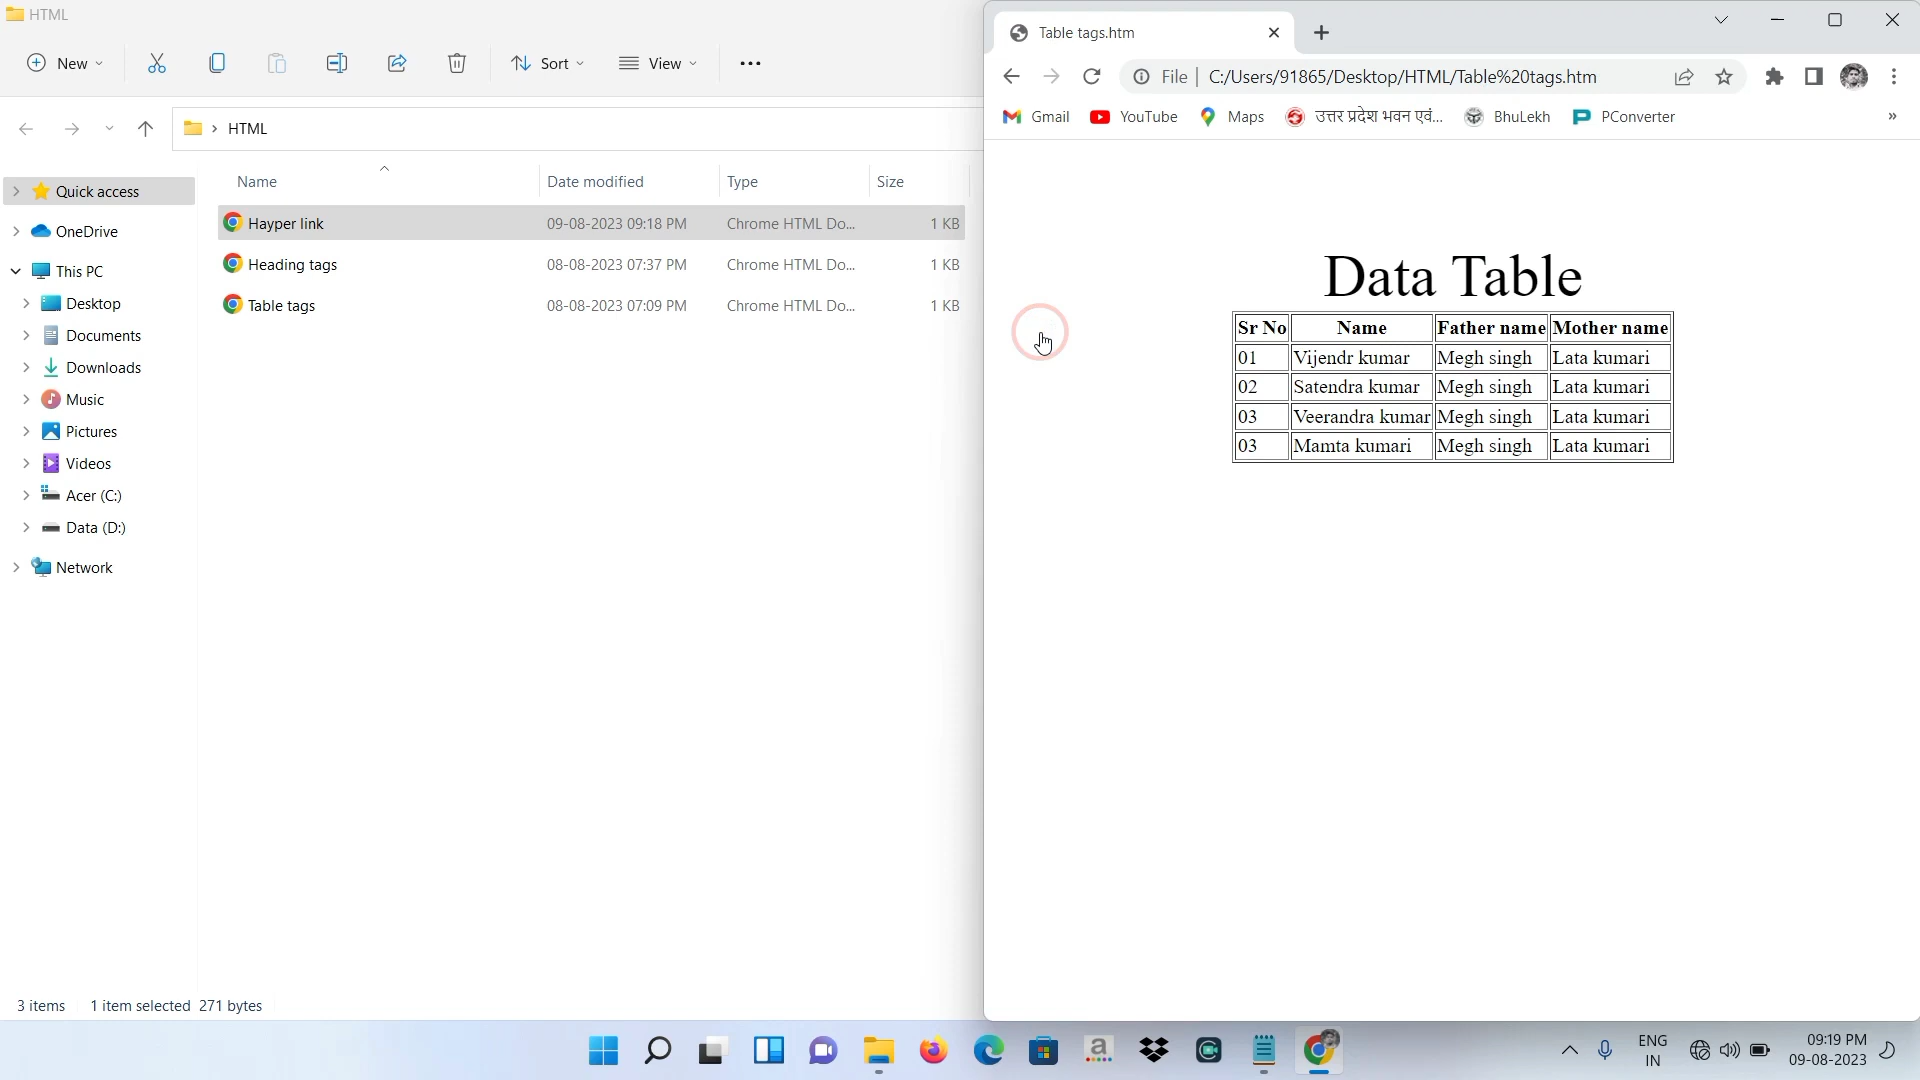 HTML
New
Sort
View
HTML
Name Date modified Type Size
Quick access
OneDrive
This PC
Desktop
Documents
Downloads
Music
Pictures
Videos
Acer (C:)
Data (D:)
Network
Hayper link 09-08-2023 09:18 PM Chrome HTML Do... 1 KB
Heading tags 08-08-2023 07:37 PM Chrome HTML Do... 1 KB
Table tags 08-08-2023 07:09 PM Chrome HTML Do... 1 KB
3 items 1 item selected 271 bytes
Table tags.htm
File C:/Users/91865/Desktop/HTML/Table%20tags.htm
Gmail YouTube Maps उत्तर प्रदेश भवन एवं... BhuLekh PConverter »
Data Table
Sr No Name Father name Mother name
01 Vijendr kumar Megh singh Lata kumari
02 Satendra kumar Megh singh Lata kumari
03 Veerandra kumar Megh singh Lata kumari
03 Mamta kumari Megh singh Lata kumari
ENG
IN
09:19 PM
09-08-2023